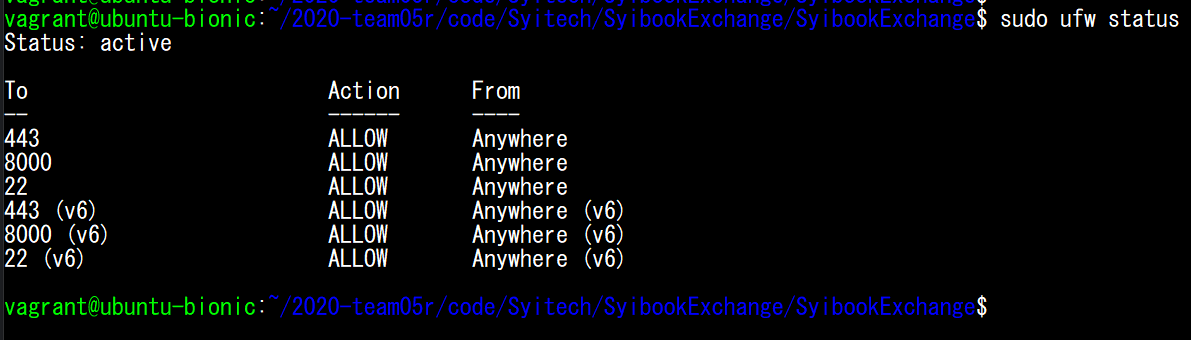 vagrant@ubuntu-bionic:~/2020-team05r/code/Syitech/SyibookExchange/SyibookExchange$ sudo ufw status
Status: active
To Action From
-- ------ ----
443 ALLOW Anywhere
8000 ALLOW Anywhere
22 ALLOW Anywhere
443 (v6) ALLOW Anywhere (v6)
8000 (v6) ALLOW Anywhere (v6)
22 (v6) ALLOW Anywhere (v6)
vagrant@ubuntu-bionic:~/2020-team05r/code/Syitech/SyibookExchange/SyibookExchange$